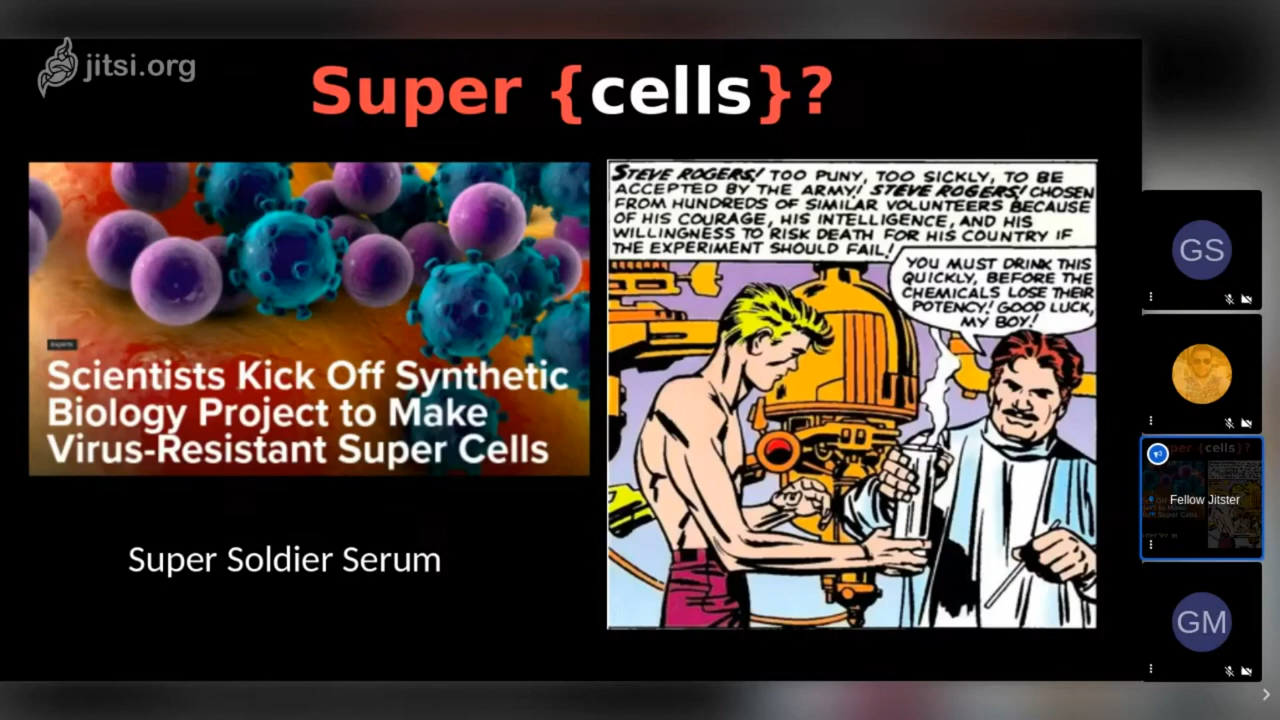 jitsi.org
Super {cells}?
Scientists Kick Off Synthetic
Biology Project to Make
Virus-Resistant Super Cells
Super Soldier Serum
STEVE ROGERS! TOO PUNY, TOO SICKLY, TO BE
ACCEPTED BY THE ARMY! STEVE ROGERS! CHOSEN
FROM HUNDREDS OF SIMILAR VOLUNTEERS BECAUSE
OF HIS COURAGE, HIS INTELLIGENCE, AND HIS
WILLINGNESS TO RISK DEATH FOR HIS COUNTRY IF
THE EXPERIMENT SHOULD FAIL!
YOU MUST DRINK THIS
QUICKLY, BEFORE THE
CHEMICALS LOSE THEIR
POTENCY! GOOD LUCK,
MY BOY!
GS
Fellow Jitster
GM